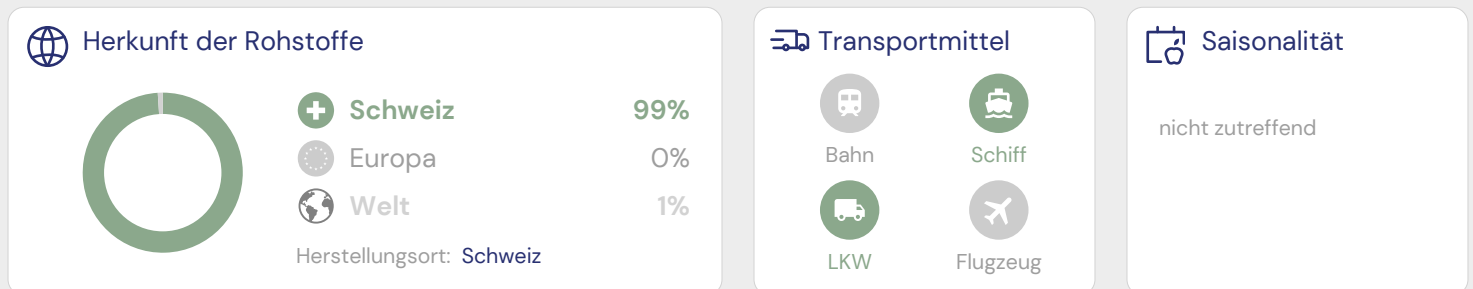 Herkunft der Rohstoffe
Schweiz 99%
Europa 0%
Welt 1%
Herstellungsort: Schweiz
Transportmittel
Bahn Schiff
LKW Flugzeug
Saisonalität
nicht zutreffend